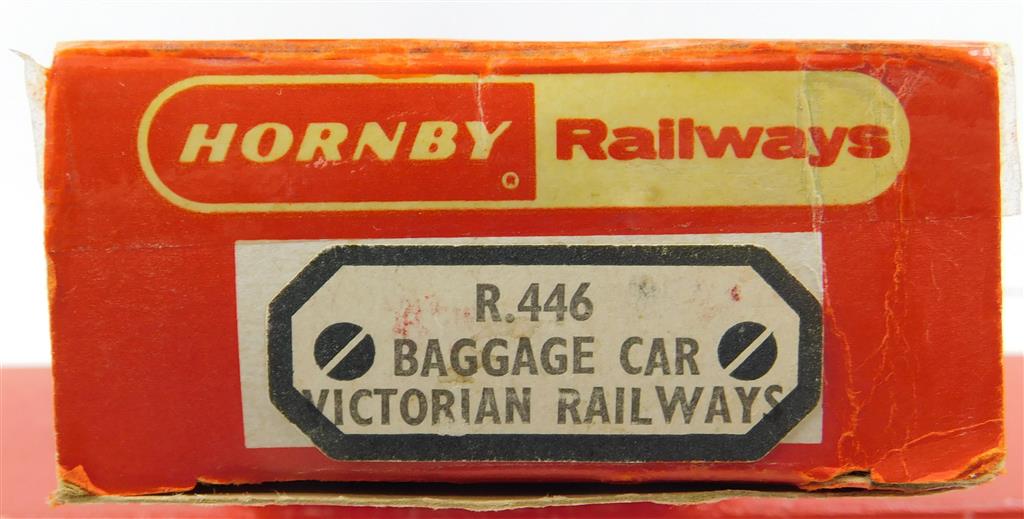 HORNBY ® Railways
R.446
BAGGAGE CAR
VICTORIAN RAILWAYS